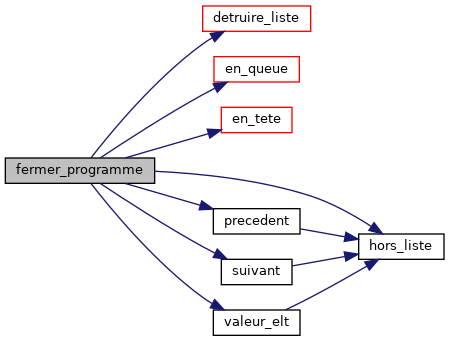 detruire_liste
en_queue
en_tete
fermer_programme
precedent
hors_liste
suivant
valeur_elt